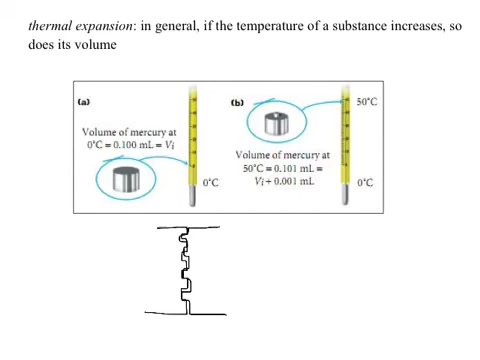 thermal expansion: in general, if the temperature of a substance increases, so
does its volume
(a)
Volume of mercury at
0°C = 0.100 mL = Vi
0°C
(b)
50°C
Volume of mercury at
50°C = 0.101 mL =
Vi + 0.001 mL
0°C